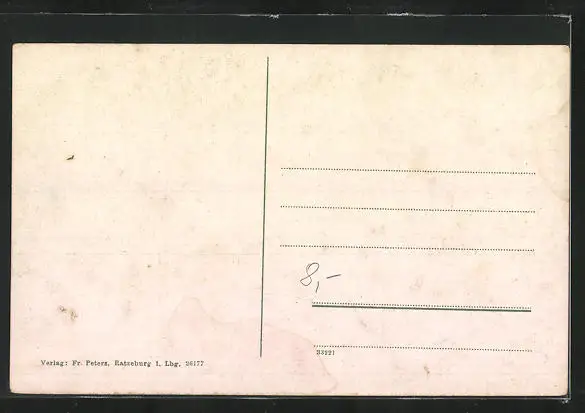 8,-
33221
Verlag: Fr. Peters, Ratzeburg i. Lbg. 26177